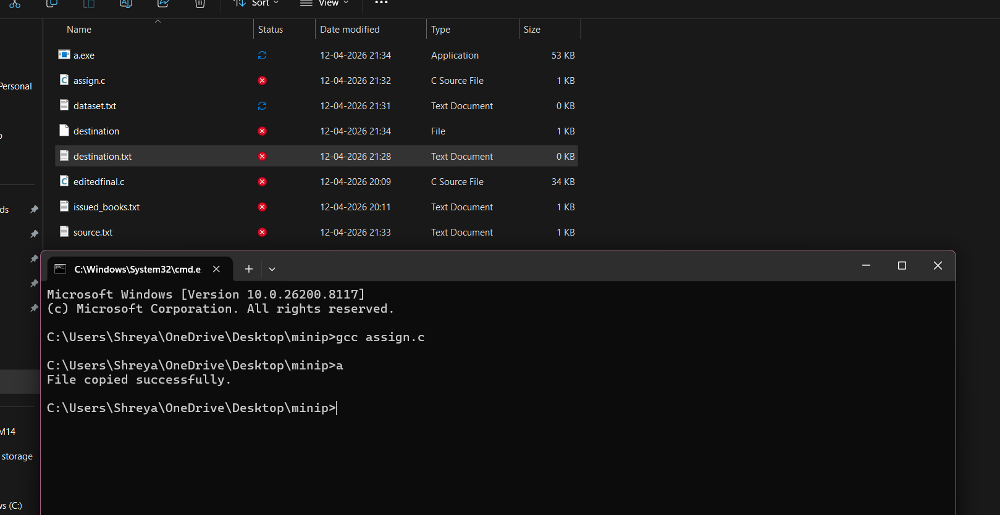 Sort
View
Name Status Date modified Type Size
a.exe 12-04-2026 21:34 Application 53 KB
Personal
assign.c 12-04-2026 21:32 C Source File 1 KB
dataset.txt 12-04-2026 21:31 Text Document 0 KB
destination 12-04-2026 21:34 File 1 KB
destination.txt 12-04-2026 21:28 Text Document 0 KB
editedfinal.c 12-04-2026 20:09 C Source File 34 KB
issued_books.txt 12-04-2026 20:11 Text Document 1 KB
ds
source.txt 12-04-2026 21:33 Text Document 1 KB
C:\Windows\System32\cmd.e
Microsoft Windows [Version 10.0.26200.8117]
(c) Microsoft Corporation. All rights reserved.
C:\Users\Shreya\OneDrive\Desktop\minip>gcc assign.c
C:\Users\Shreya\OneDrive\Desktop\minip>a
File copied successfully.
C:\Users\Shreya\OneDrive\Desktop\minip>
M14
storage
vs (C:)